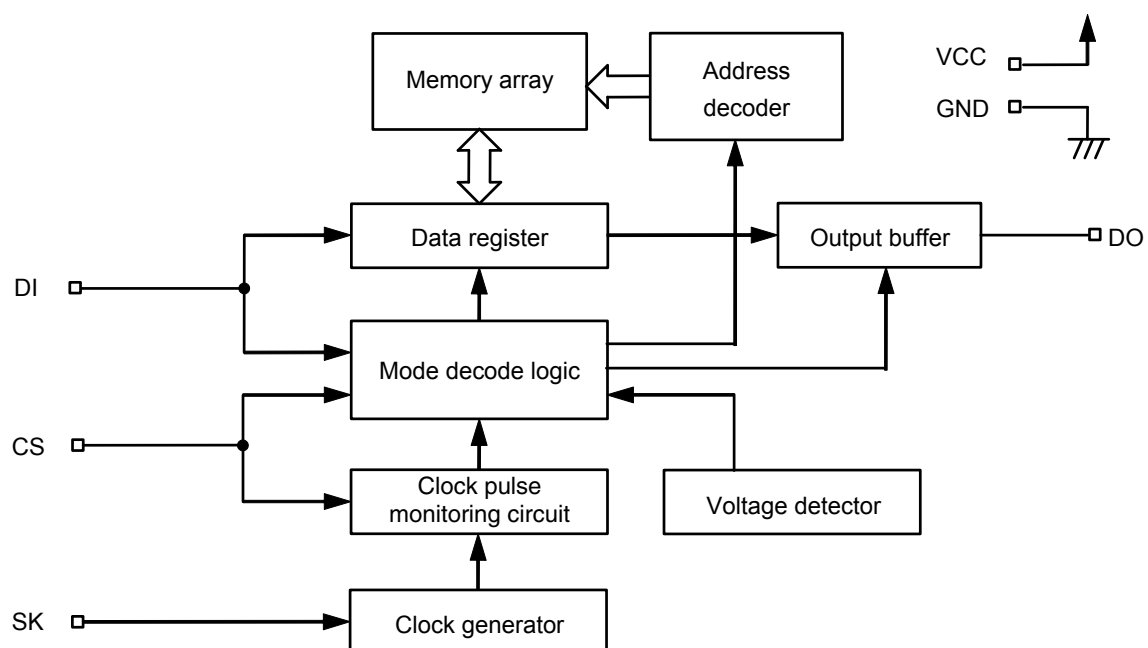 Memory array
Address
decoder
VCC
GND
Data register
Output buffer
DO
DI
Mode decode logic
CS
Clock pulse
monitoring circuit
Voltage detector
SK
Clock generator